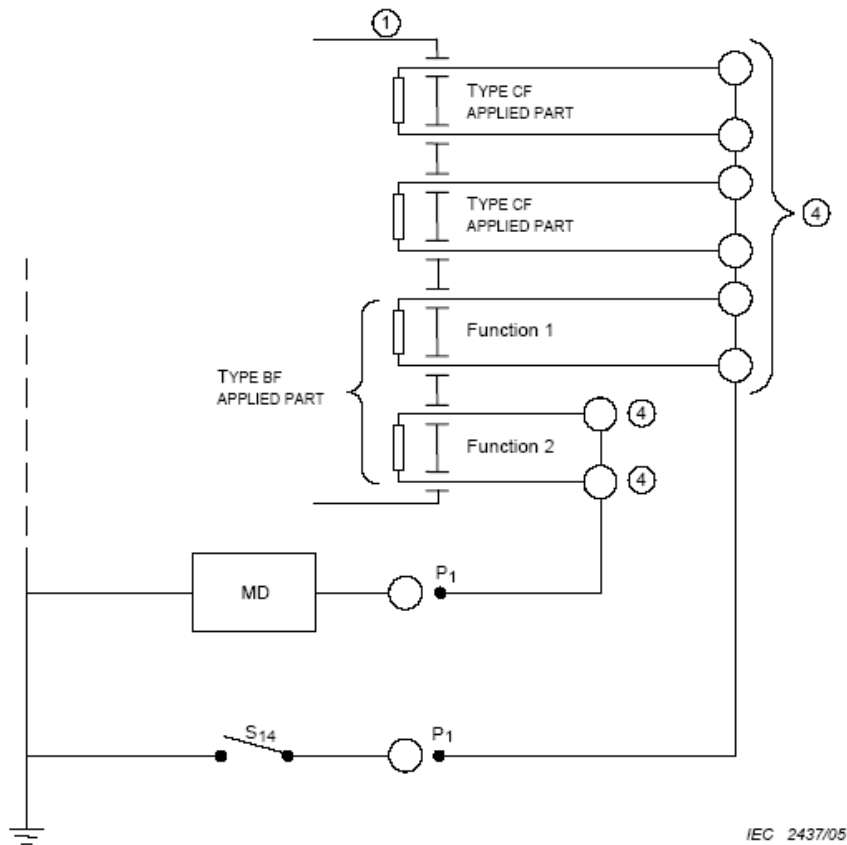 ①
TYPE CF
APPLIED PART
TYPE CF
APPLIED PART
④
Function 1
TYPE BF
APPLIED PART
④
Function 2
④
MD
P1
S14
P1
IEC 2437/05